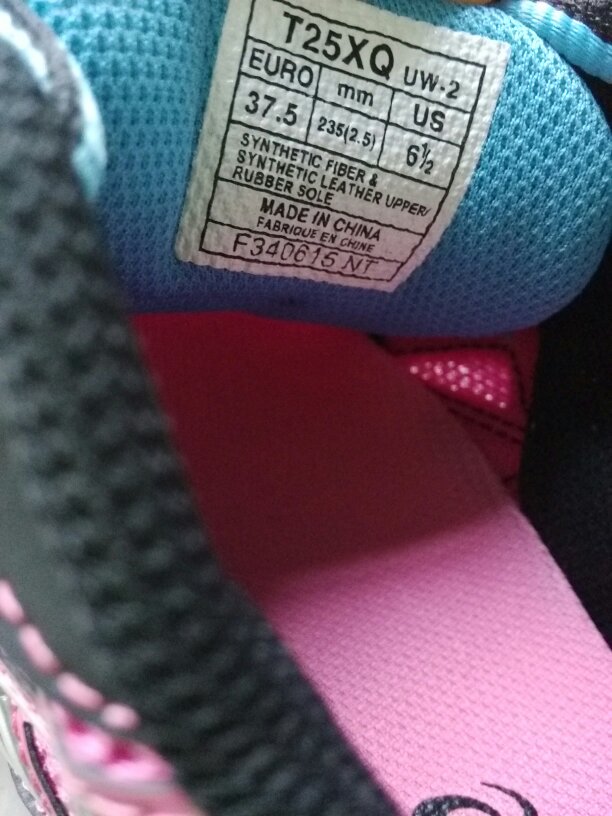 T25XQ UW-2
EURO mm US
37.5 235(2.5) 6½
SYNTHETIC FIBER &
SYNTHETIC LEATHER UPPER/
RUBBER SOLE
MADE IN CHINA
FABRIQUE EN CHINE
F340615 NT